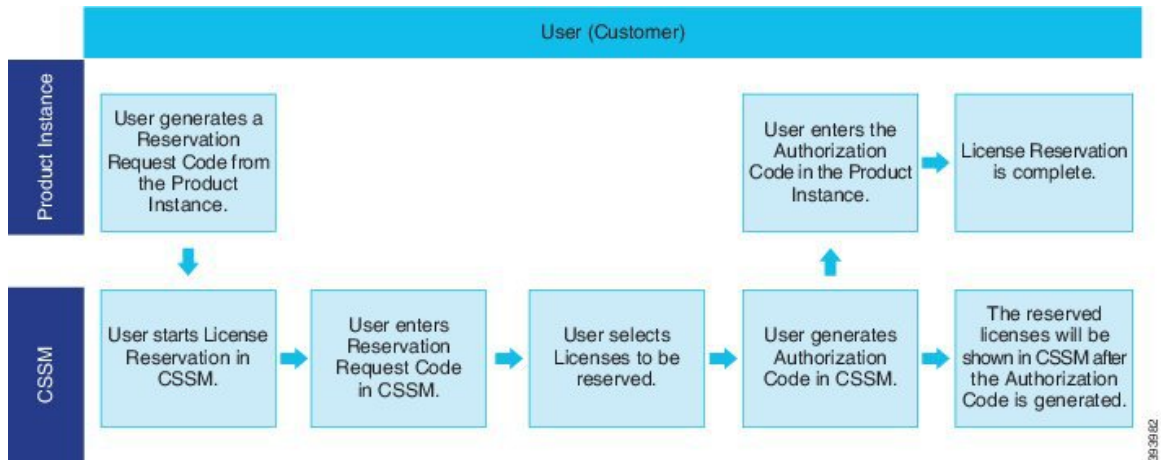 User (Customer)
Product Instance
User generates a
Reservation
Request Code from
the Product
Instance.
User enters the
Authorization
Code in the Product
Instance.
License Reservation
is complete.
CSSM
User starts License
Reservation in
CSSM.
User enters
Reservation
Request Code
in CSSM.
User selects
Licenses to be
reserved.
User generates
Authorization
Code in CSSM.
The reserved
licenses will be
shown in CSSM after
the Authorization
Code is generated.
393982